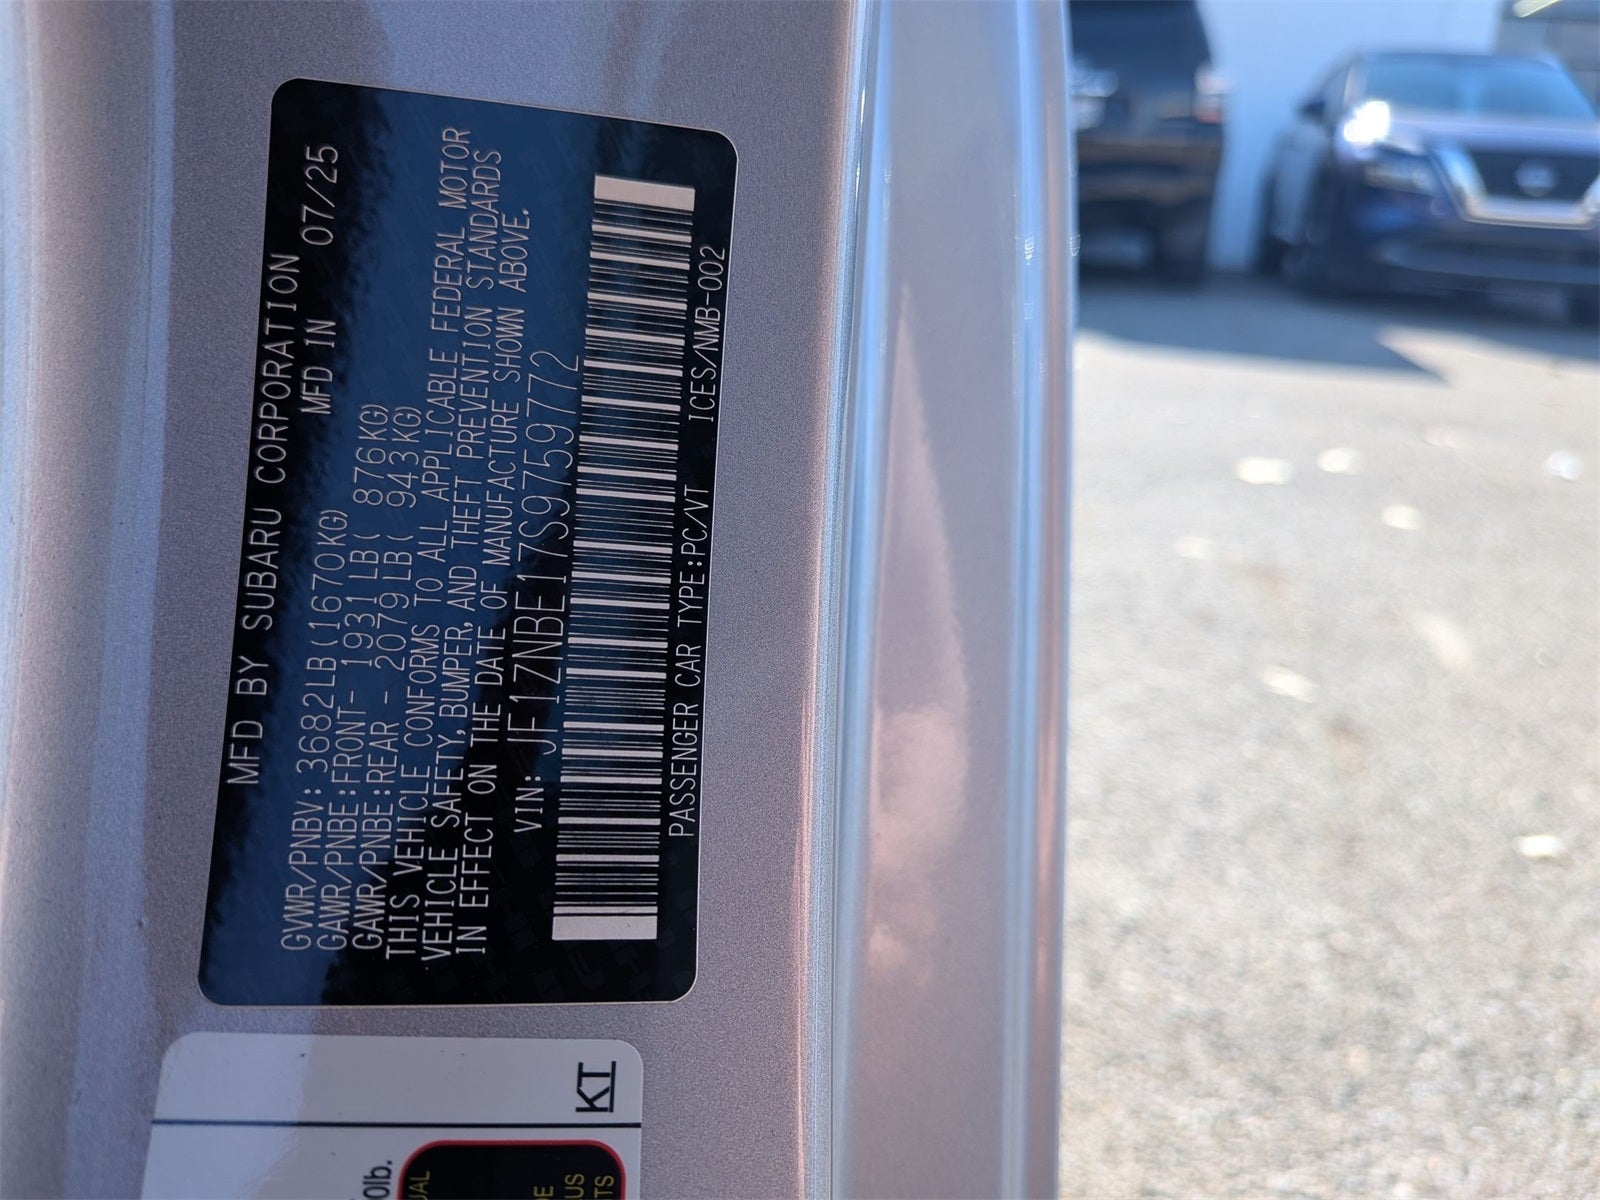 MFD BY SUBARU CORPORATION
MFD IN 07/25
GVWR/PNBV: 3682LB(1670KG)
GAWR/PNBE:FRONT- 1931LB( 876KG)
GAWR/PNBE:REAR - 2079LB( 943KG)
THIS VEHICLE CONFORMS TO ALL APPLICABLE FEDERAL MOTOR
VEHICLE SAFETY, BUMPER, AND THEFT PREVENTION STANDARDS
IN EFFECT ON THE DATE OF MANUFACTURE SHOWN ABOVE.
VIN: JF1ZNBE17S9759772
PASSENGER CAR TYPE:PC/VT ICES/NMB-002
KT